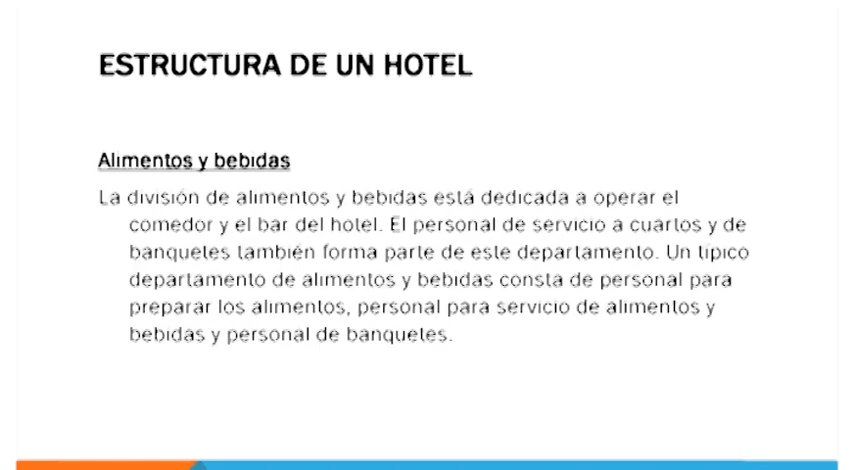 ESTRUCTURA DE UN HOTEL
Alimentos y bebidas
La división de alimentos y bebidas está dedicada a operar el
comedor y el bar del hotel. El personal de servicio a cuartos y de
banquetes también forma parte de este departamento. Un típico
departamento de alimentos y bebidas consta de personal para
preparar los alimentos, personal para servicio de alimentos y
bebidas y personal de banquetes.